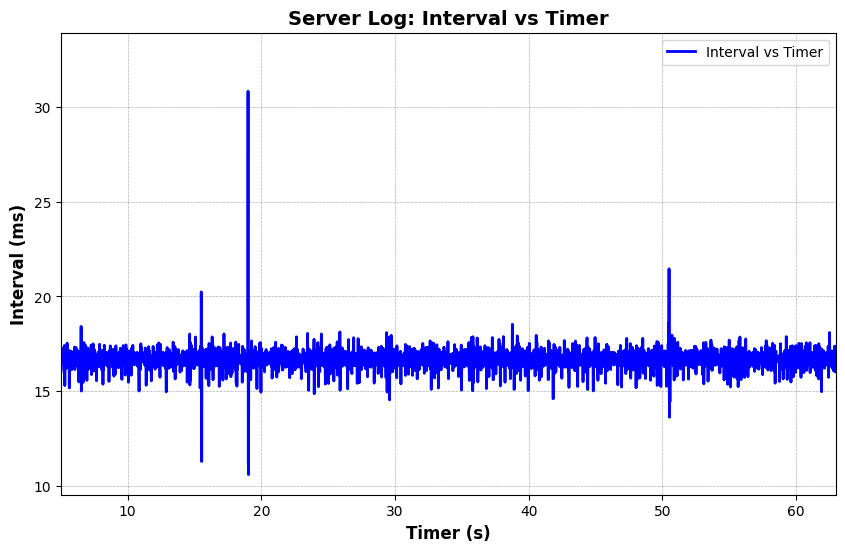 Server Log: Interval vs Timer
Interval vs Timer
30
25
20
15
10
Interval (ms)
10 20 30 40 50 60
Timer (s)